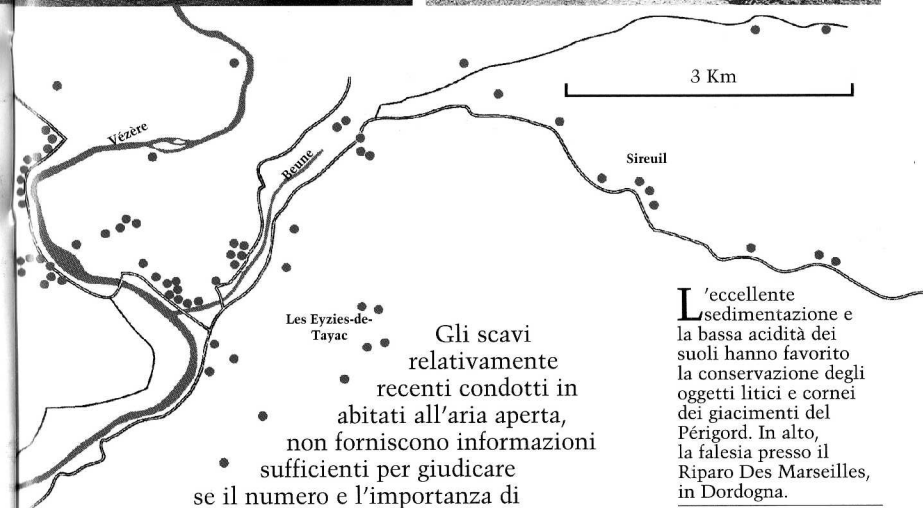 3 Km
Vézère
Beune
Sireuil
Les Eyzies-de-
Tayac
Gli scavi
relativamente
recenti condotti in
abitati all'aria aperta,
non forniscono informazioni
sufficienti per giudicare
se il numero e l'importanza di
L'eccellente
sedimentazione e
la bassa acidità dei
suoli hanno favorito
la conservazione degli
oggetti litici e cornei
dei giacimenti del
Périgord. In alto,
la falesia presso il
Riparo Des Marseilles,
in Dordogna.